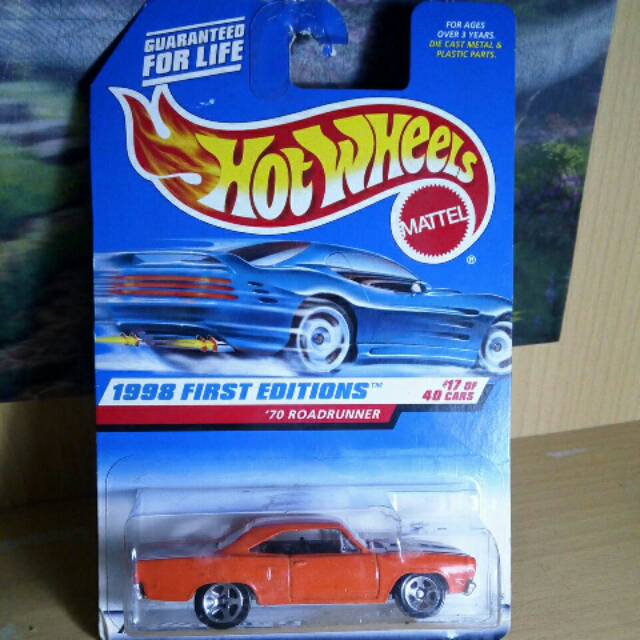 GUARANTEED
FOR LIFE
FOR AGES
OVER 3 YEARS.
DIE CAST METAL &
PLASTIC PARTS.
HOT WHEELS
MATTEL
®
1998 FIRST EDITIONS™
#17 OF
40 CARS
'70 ROADRUNNER